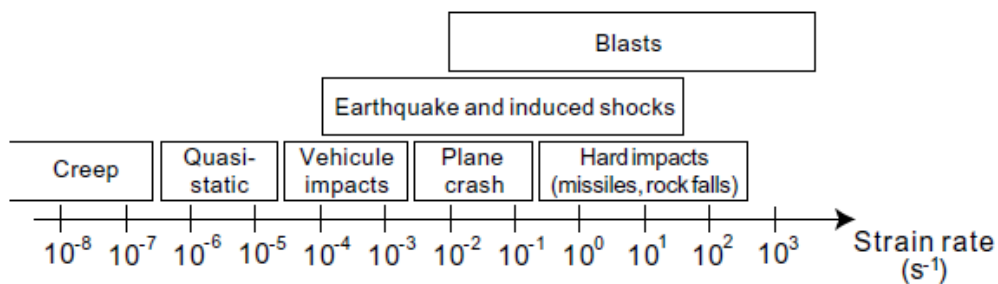 Blasts
Earthquake and induced shocks
Creep
Quasi-
static
Vehicule
impacts
Plane
crash
Hard impacts
(missiles, rock falls)
10⁻⁸ 10⁻⁷ 10⁻⁶ 10⁻⁵ 10⁻⁴ 10⁻³ 10⁻² 10⁻¹ 10⁰ 10¹ 10² 10³
Strain rate
(s⁻¹)